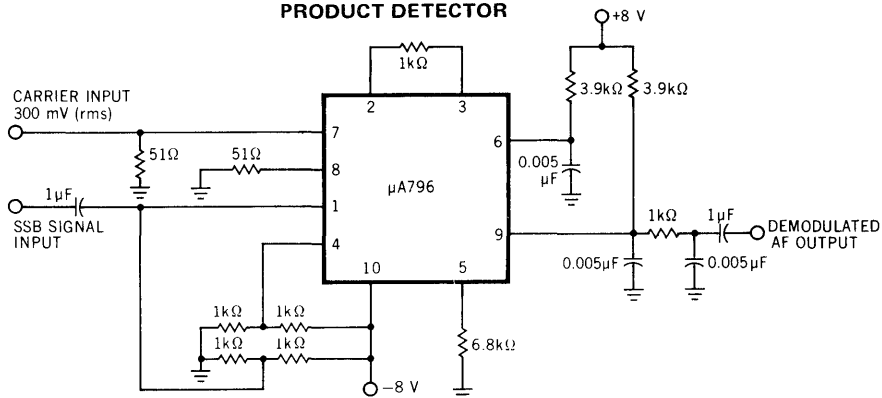 PRODUCT DETECTOR
+8 V
1kΩ
3.9kΩ 3.9kΩ
CARRIER INPUT
300 mV (rms)
2 3
7
6
51Ω 51Ω
8
0.005
µF
µA796
1µF
1
SSB SIGNAL
INPUT
4
9
1kΩ 1µF
DEMODULATED
AF OUTPUT
10 5
0.005µF 0.005µF
1kΩ 1kΩ
1kΩ 1kΩ
6.8kΩ
−8 V